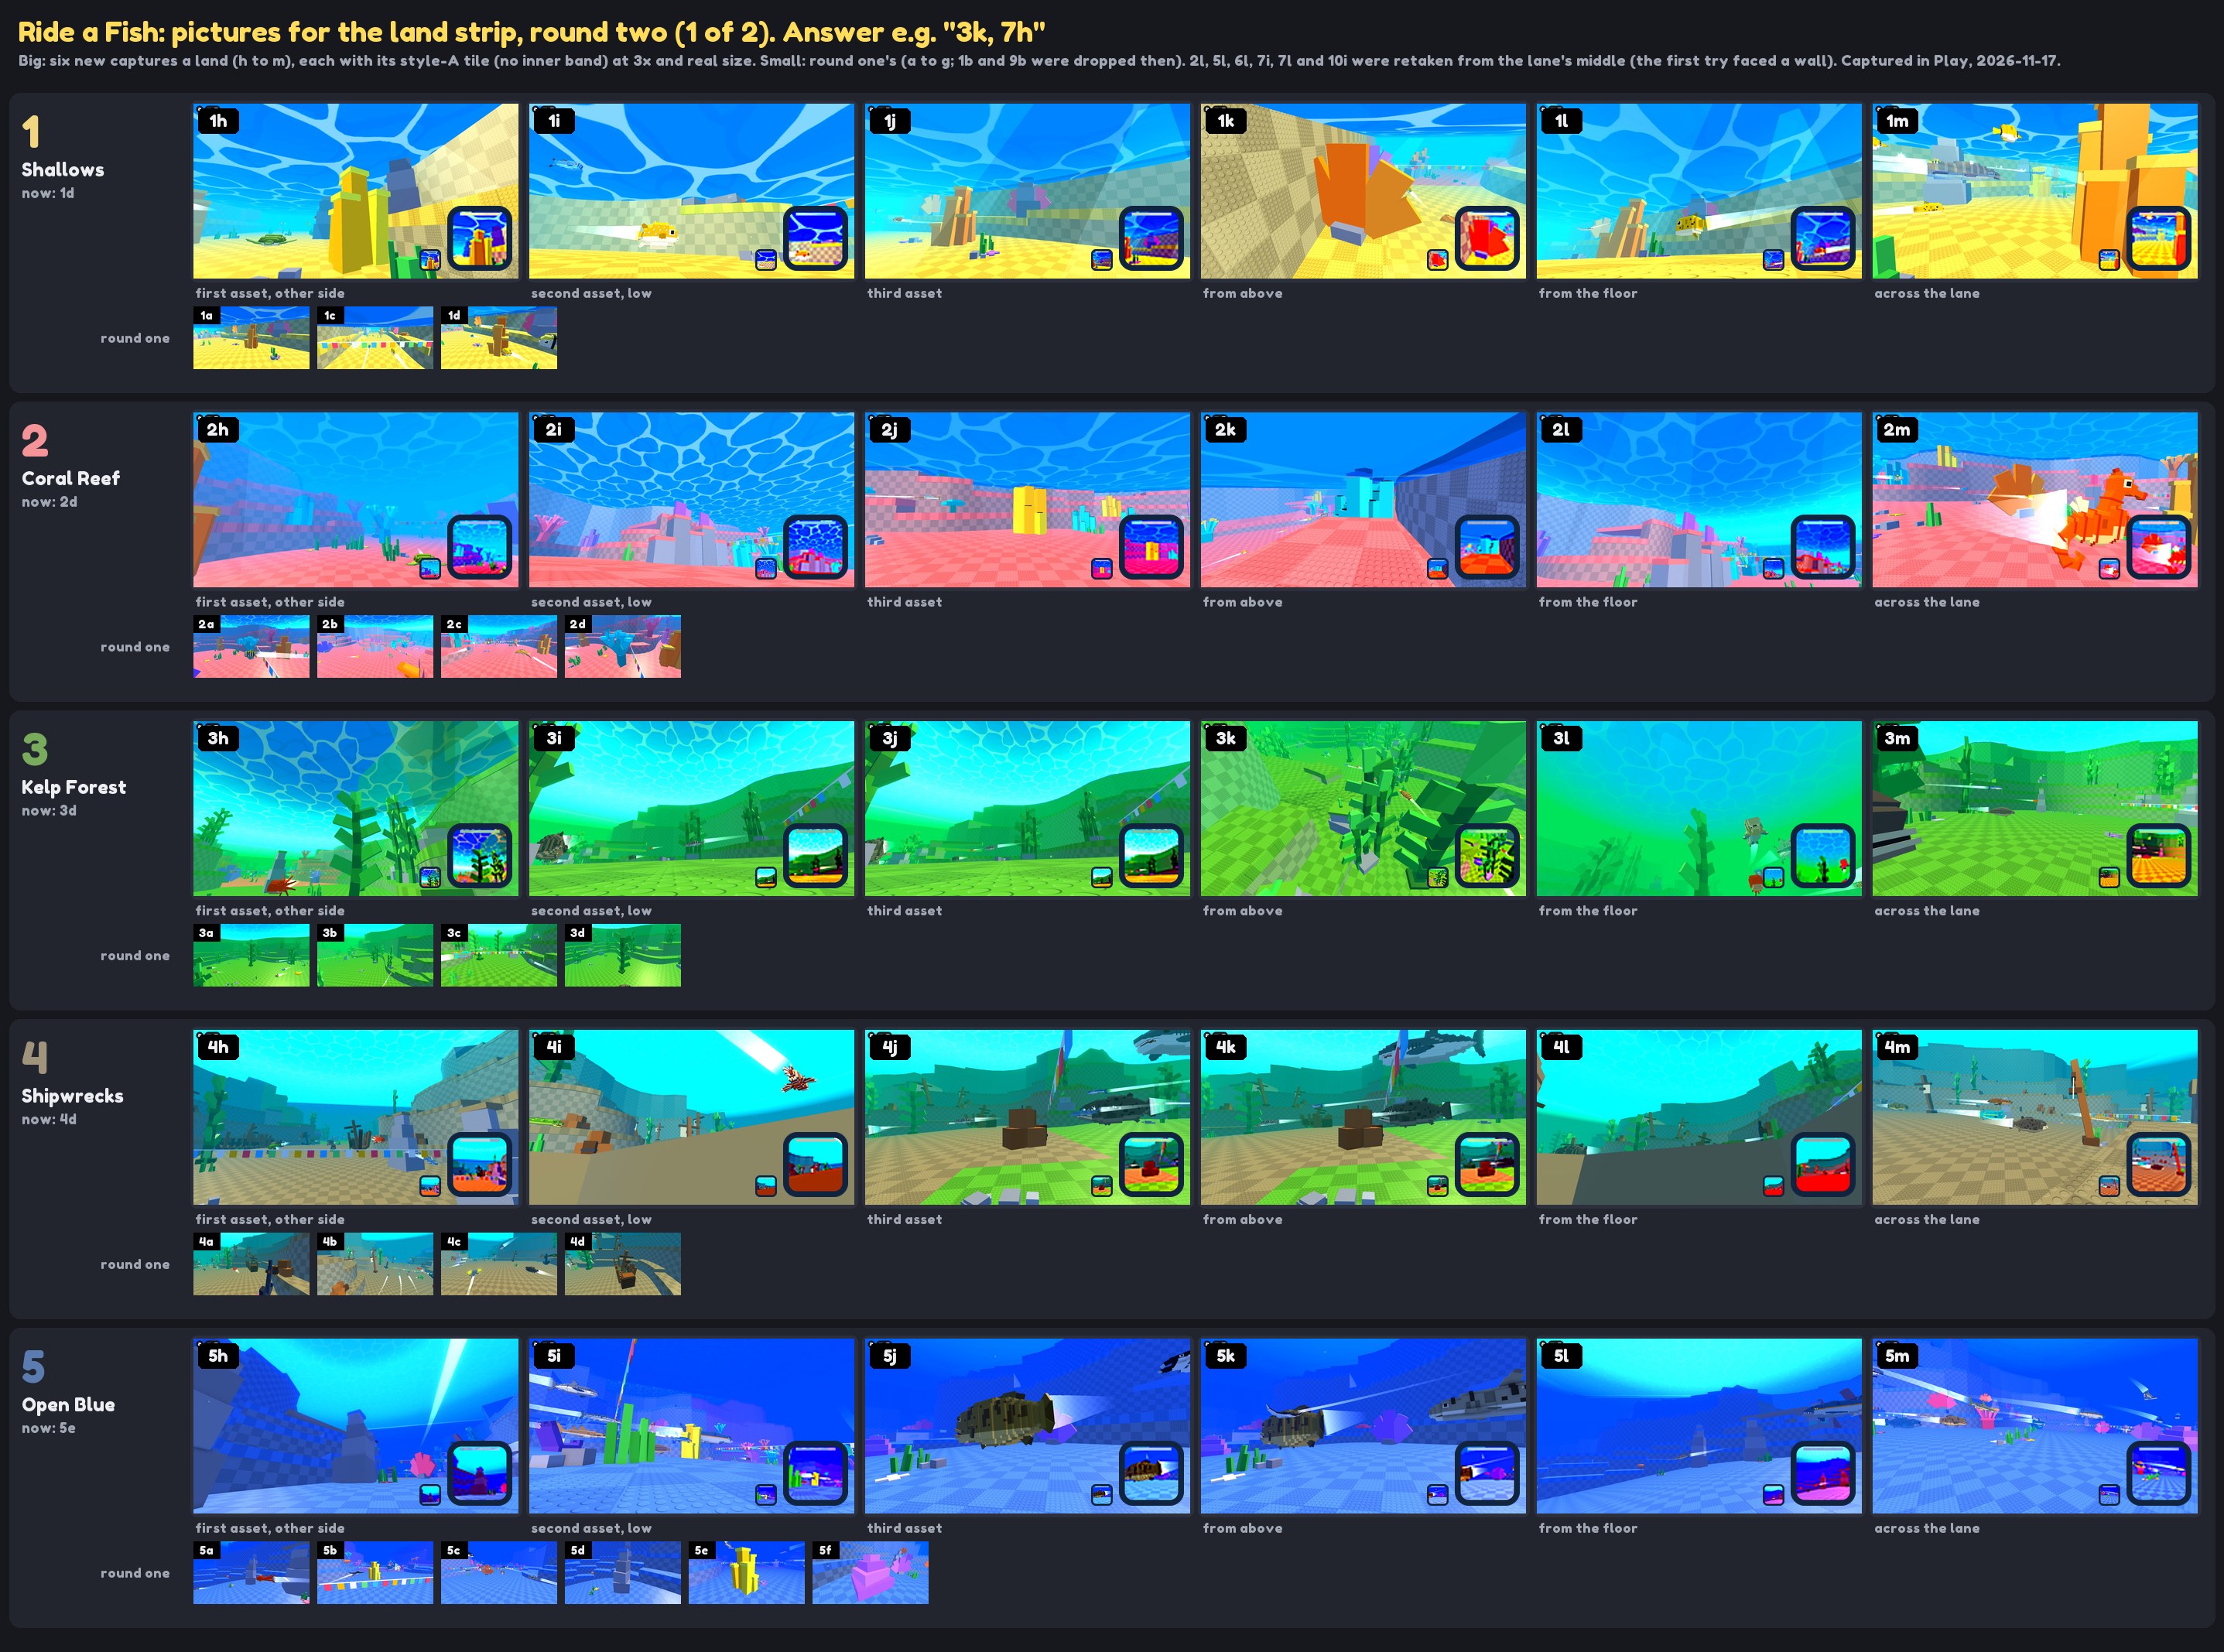 Ride a Fish: pictures for the land strip, round two (1 of 2). Answer e.g. "3k, 7h"
Big: six new captures a land (h to m), each with its style-A tile (no inner band) at 3x and real size. Small: round one's (a to g; 1b and 9b were dropped then). 2l, 5l, 6l, 7i, 7l and 10i were retaken from the lane's middle (the first try faced a wall). Captured in Play, 2026-11-17.
1
Shallows
now: 1d
1h
1i
1j
1k
1l
1m
first asset, other side
second asset, low
third asset
from above
from the floor
across the lane
round one
1a
1c
1d
2
Coral Reef
now: 2d
2h
2i
2j
2k
2l
2m
first asset, other side
second asset, low
third asset
from above
from the floor
across the lane
round one
2a
2b
2c
2d
3
Kelp Forest
now: 3d
3h
3i
3j
3k
3l
3m
first asset, other side
second asset, low
third asset
from above
from the floor
across the lane
round one
3a
3b
3c
3d
4
Shipwrecks
now: 4d
4h
4i
4j
4k
4l
4m
first asset, other side
second asset, low
third asset
from above
from the floor
across the lane
round one
4a
4b
4c
4d
5
Open Blue
now: 5e
5h
5i
5j
5k
5l
5m
first asset, other side
second asset, low
third asset
from above
from the floor
across the lane
round one
5a
5b
5c
5d
5e
5f